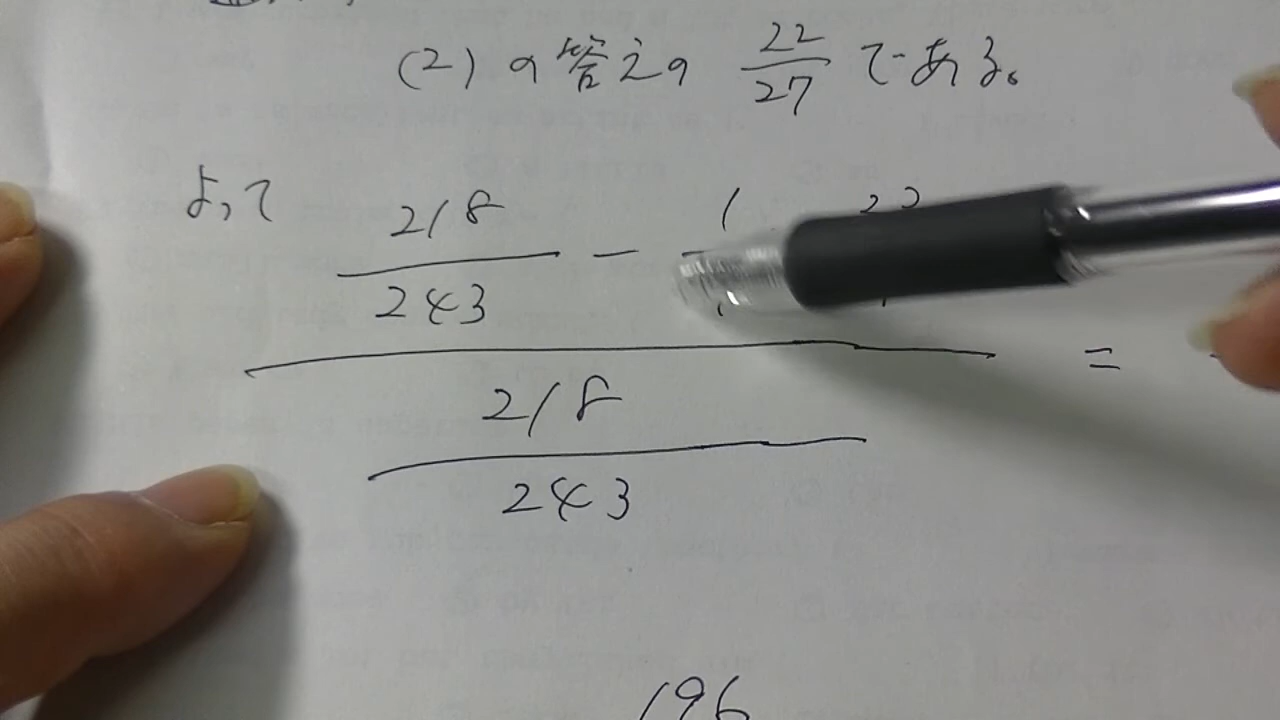 (2)の答えの 22/27 である。
よって
218/243 - 1 22
=
218/243
196